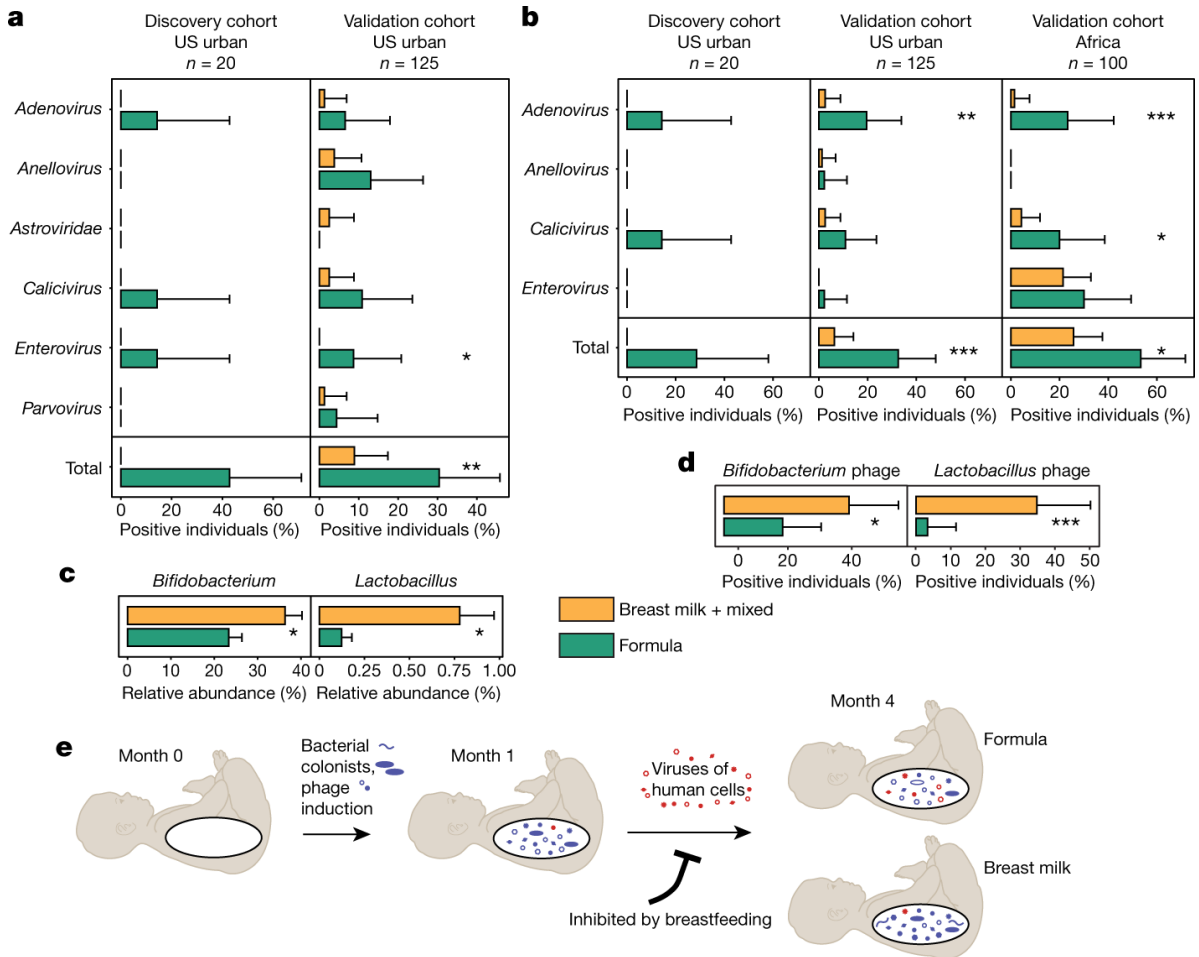 a
Discovery cohort
US urban
n = 20
Validation cohort
US urban
n = 125
Adenovirus
Anellovirus
Astroviridae
Calicivirus
Enterovirus
*
Parvovirus
Total
**
0 20 40 60
Positive individuals (%)
0 10 20 30 40
Positive individuals (%)
b
Discovery cohort
US urban
n = 20
Validation cohort
US urban
n = 125
Validation cohort
Africa
n = 100
Adenovirus
** ***
Anellovirus
Calicivirus
*
Enterovirus
Total
*** *
0 20 40 60
Positive individuals (%)
0 20 40 60
Positive individuals (%)
0 20 40 60
Positive individuals (%)
c
Bifidobacterium
*
0 10 20 30 40
Relative abundance (%)
Lactobacillus
*
0 0.25 0.50 0.75 1.00
Relative abundance (%)
d
Bifidobacterium phage
*
0 20 40
Positive individuals (%)
Lactobacillus phage
***
0 10 20 30 40 50
Positive individuals (%)
Breast milk + mixed
Formula
e
Month 0
Bacterial
colonists,
phage
induction
Month 1
Viruses of
human cells
Inhibited by breastfeeding
Month 4
Formula
Breast milk